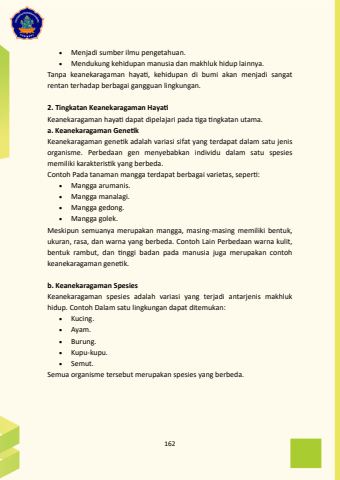 • Menjadi sumber ilmu pengetahuan.
• Mendukung kehidupan manusia dan makhluk hidup lainnya.
Tanpa keanekaragaman hayati, kehidupan di bumi akan menjadi sangat
rentan terhadap berbagai gangguan lingkungan.
2. Tingkatan Keanekaragaman Hayati
Keanekaragaman hayati dapat dipelajari pada tiga tingkatan utama.
a. Keanekaragaman Genetik
Keanekaragaman genetik adalah variasi sifat yang terdapat dalam satu jenis
organisme. Perbedaan gen menyebabkan individu dalam satu spesies
memiliki karakteristik yang berbeda.
Contoh Pada tanaman mangga terdapat berbagai varietas, seperti:
• Mangga arumanis.
• Mangga manalagi.
• Mangga gedong.
• Mangga golek.
Meskipun semuanya merupakan mangga, masing-masing memiliki bentuk,
ukuran, rasa, dan warna yang berbeda. Contoh Lain Perbedaan warna kulit,
bentuk rambut, dan tinggi badan pada manusia juga merupakan contoh
keanekaragaman genetik.
b. Keanekaragaman Spesies
Keanekaragaman spesies adalah variasi yang terjadi antarjenis makhluk
hidup. Contoh Dalam satu lingkungan dapat ditemukan:
• Kucing.
• Ayam.
• Burung.
• Kupu-kupu.
• Semut.
Semua organisme tersebut merupakan spesies yang berbeda.
162